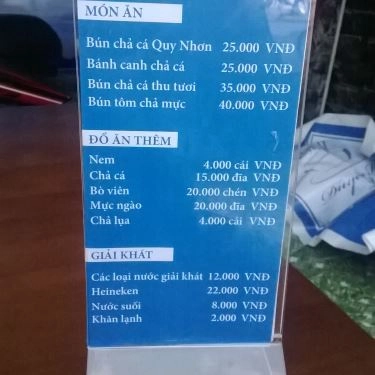 MÓN ĂN
Bún chả cá Quy Nhơn 25.000 VNĐ
Bánh canh chả cá 25.000 VNĐ
Bún chả cá thu tươi 35.000 VNĐ
Bún tôm chả mực 40.000 VNĐ
ĐỒ ĂN THÊM
Nem 4.000 cái VNĐ
Chả cá 15.000 đĩa VNĐ
Bò viên 20.000 chén VNĐ
Mực ngào 20.000 đĩa VNĐ
Chả lụa 4.000 cái VNĐ
GIẢI KHÁT
Các loại nước giải khát 12.000 VNĐ
Heineken 22.000 VNĐ
Nước suối 8.000 VNĐ
Khăn lạnh 2.000 VNĐ